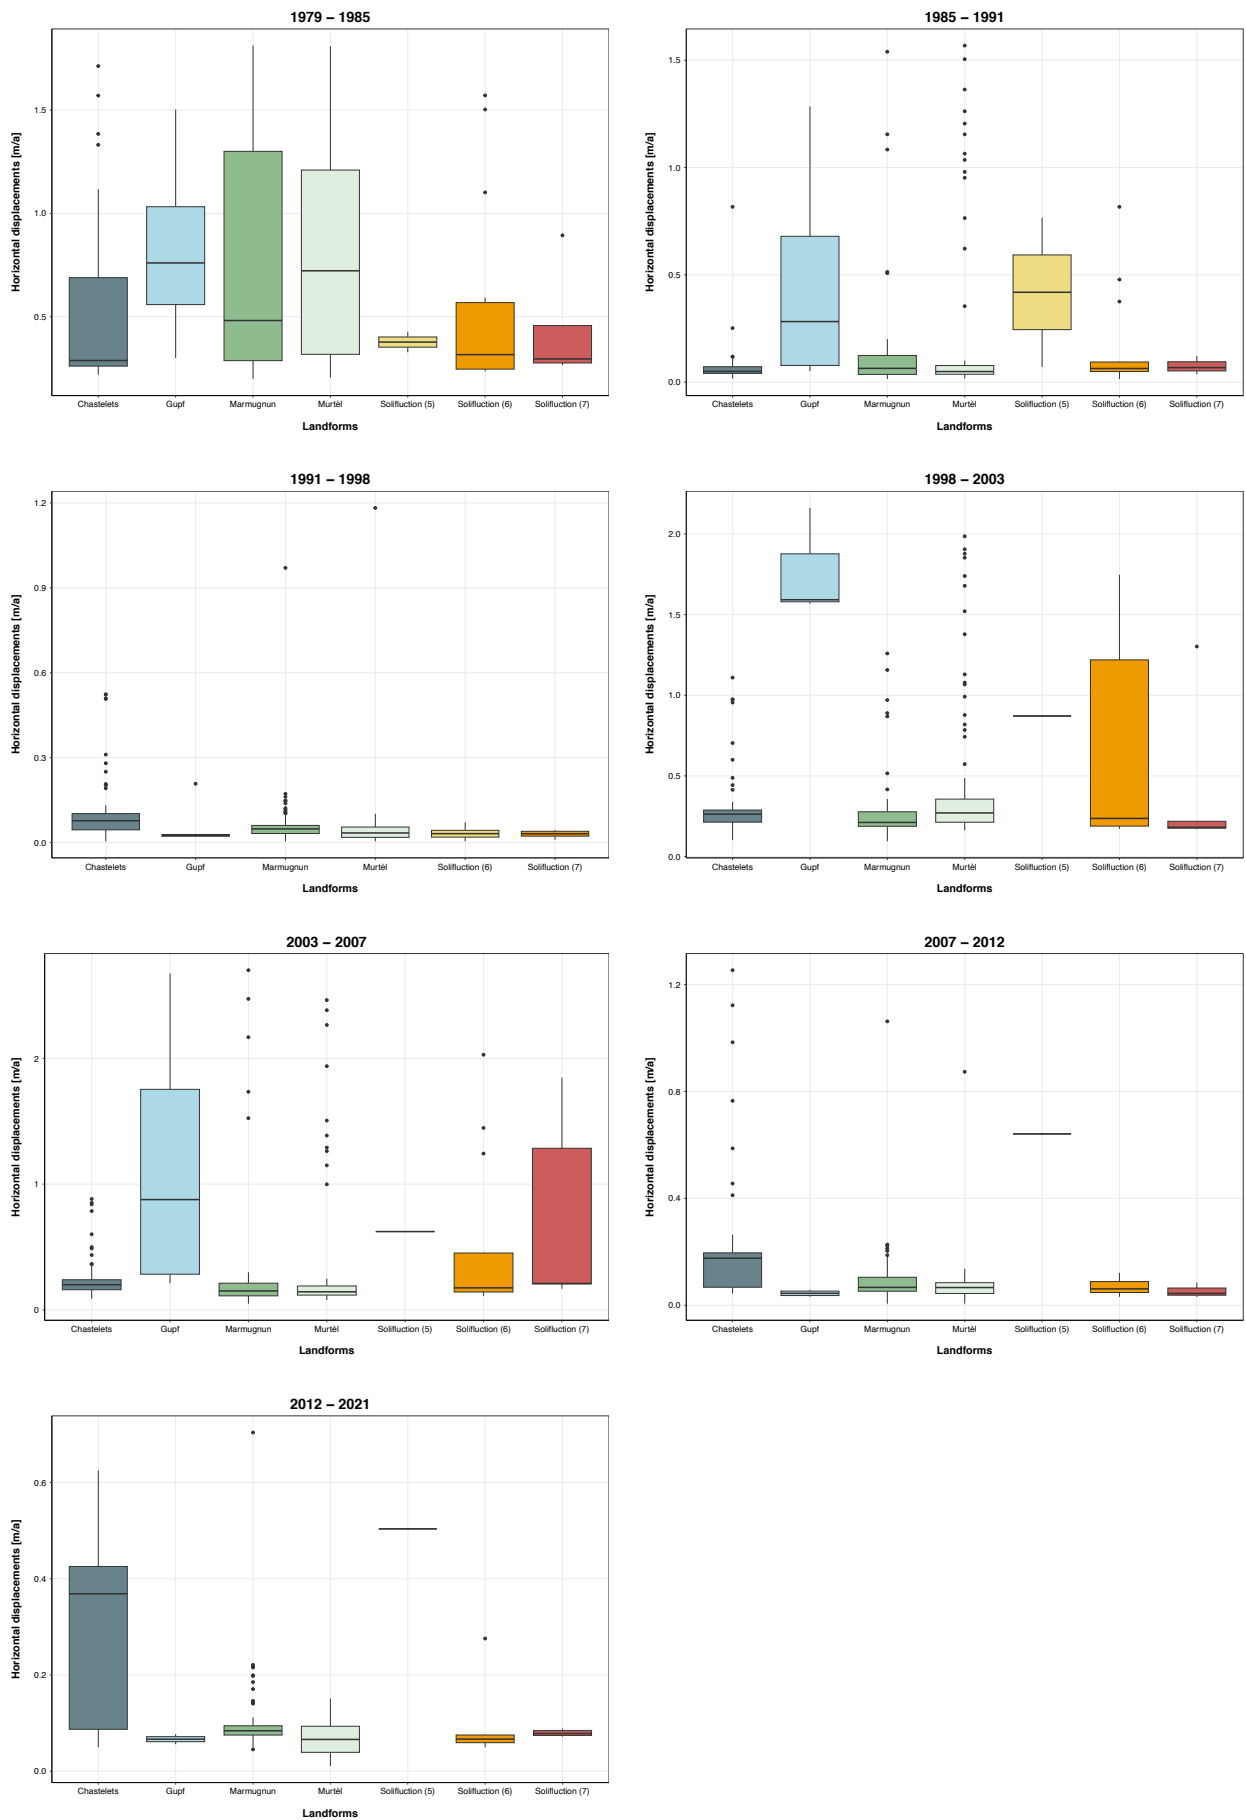 1979 – 1985
Horizontal displacements [m/a]
1.5
1.0
0.5
Chastelets Gupf Marmugnun Murtèl Solifluction (5) Solifluction (6) Solifluction (7)
Landforms
1985 – 1991
Horizontal displacements [m/a]
1.5
1.0
0.5
0.0
Chastelets Gupf Marmugnun Murtèl Solifluction (5) Solifluction (6) Solifluction (7)
Landforms
1991 – 1998
Horizontal displacements [m/a]
1.2
0.9
0.6
0.3
0.0
Chastelets Gupf Marmugnun Murtèl Solifluction (6) Solifluction (7)
Landforms
1998 – 2003
Horizontal displacements [m/a]
2.0
1.5
1.0
0.5
0.0
Chastelets Gupf Marmugnun Murtèl Solifluction (5) Solifluction (6) Solifluction (7)
Landforms
2003 – 2007
Horizontal displacements [m/a]
2
1
0
Chastelets Gupf Marmugnun Murtèl Solifluction (5) Solifluction (6) Solifluction (7)
Landforms
2007 – 2012
Horizontal displacements [m/a]
1.2
0.8
0.4
0.0
Chastelets Gupf Marmugnun Murtèl Solifluction (5) Solifluction (6) Solifluction (7)
Landforms
2012 – 2021
Horizontal displacements [m/a]
0.6
0.4
0.2
0.0
Chastelets Gupf Marmugnun Murtèl Solifluction (5) Solifluction (6) Solifluction (7)
Landforms